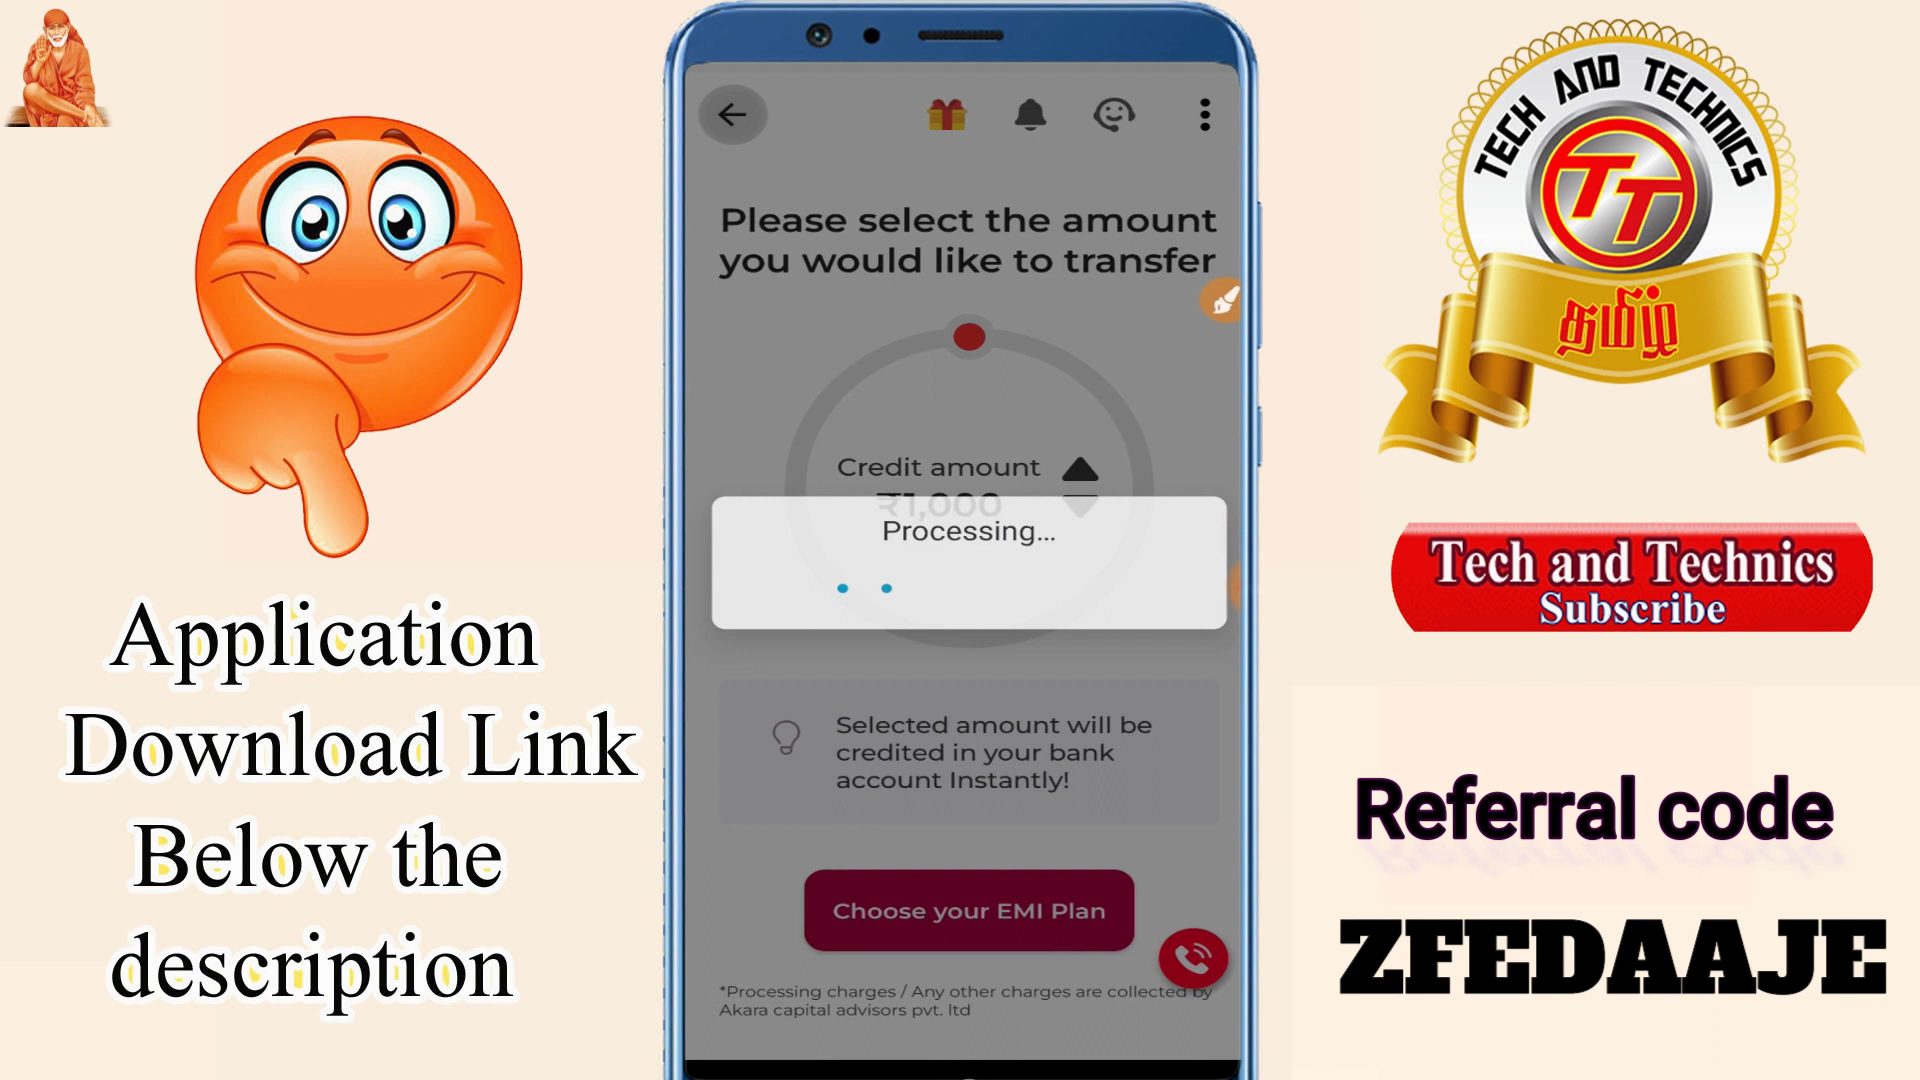 Application
Download Link
Below the
description
Please select the amount
you would like to transfer
Credit amount
₹1,000
Processing...
Selected amount will be
credited in your bank
account Instantly!
Choose your EMI Plan
*Processing charges / Any other charges are collected by
Akara capital advisors pvt. ltd
TECH AND TECHNICS
TT
தமிழ்
Tech and Technics
Subscribe
Referral code
ZFEDAAJE